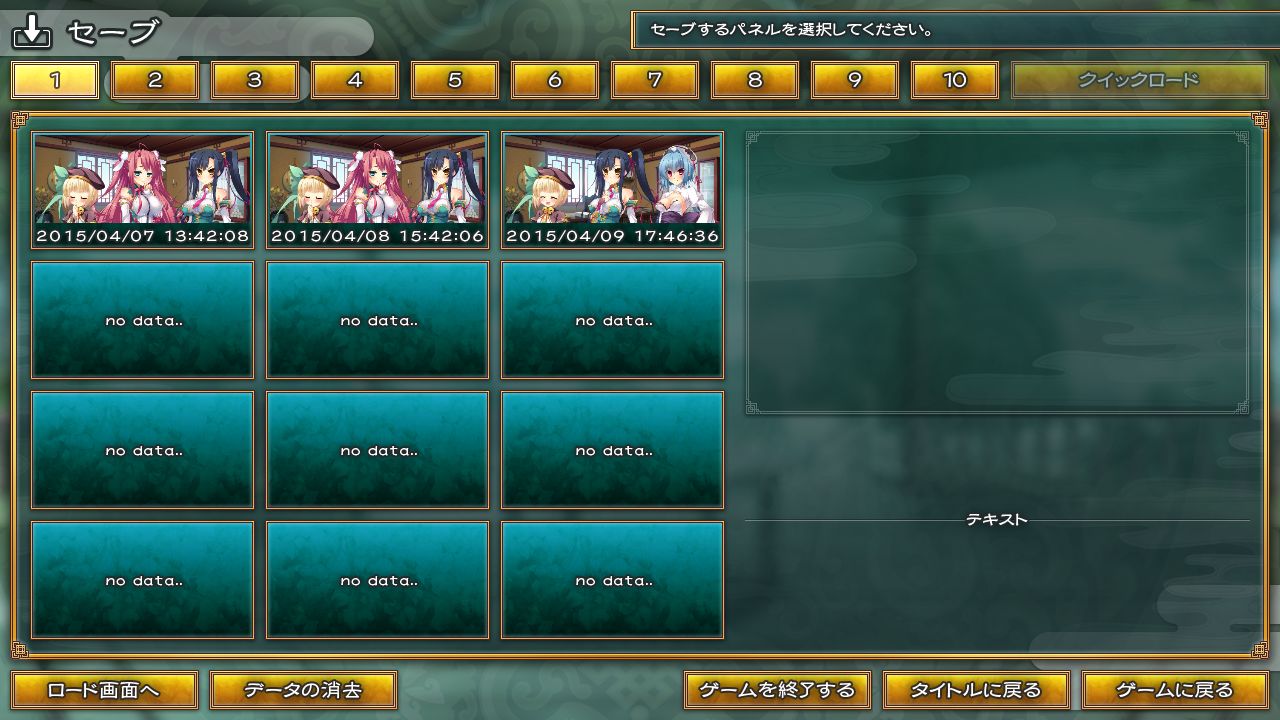 セーブ
セーブするパネルを選択してください。
1 2 3 4 5 6 7 8 9 10 クイックロード
2015/04/07 13:42:08 2015/04/08 15:42:06 2015/04/09 17:46:36
no data.. no data.. no data..
no data.. no data.. no data..
テキスト
no data.. no data.. no data..
ロード画面へ データの消去 ゲームを終了する タイトルに戻る ゲームに戻る